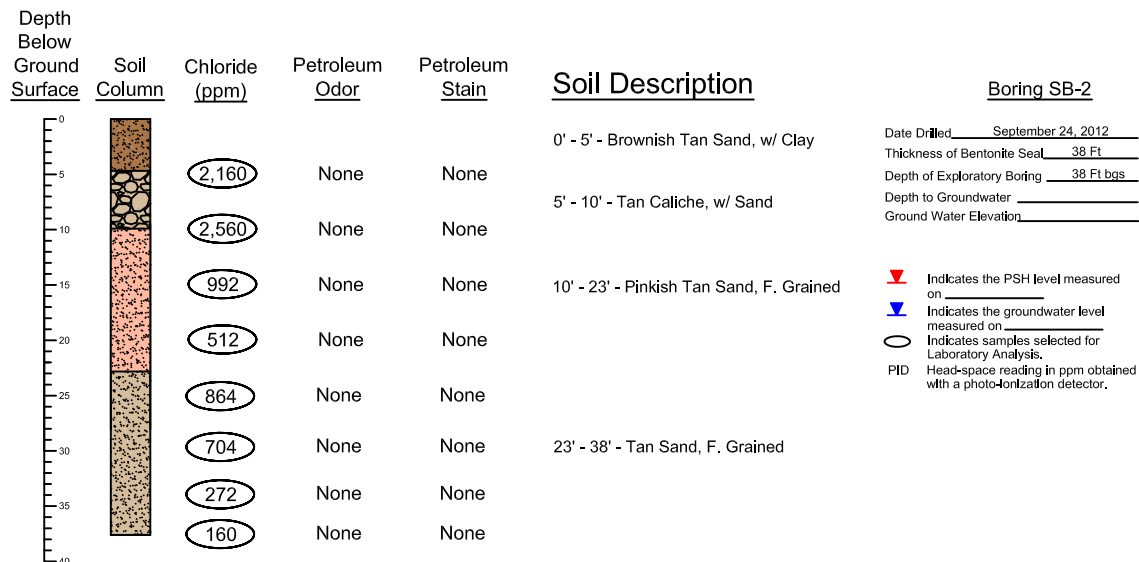 Depth
Below
Ground
Surface
Soil
Column
Chloride
(ppm)
Petroleum
Odor
Petroleum
Stain
Soil Description
Boring SB-2
0
5
10
15
20
25
30
35
40
2,160 None None
2,560 None None
992 None None
512 None None
864 None None
704 None None
272 None None
160 None None
0' - 5' - Brownish Tan Sand, w/ Clay
5' - 10' - Tan Caliche, w/ Sand
10' - 23' - Pinkish Tan Sand, F. Grained
23' - 38' - Tan Sand, F. Grained
Date Drilled September 24, 2012
Thickness of Bentonite Seal 38 Ft
Depth of Exploratory Boring 38 Ft bgs
Depth to Groundwater
Ground Water Elevation
Indicates the PSH level measured
on
Indicates the groundwater level
measured on
Indicates samples selected for
Laboratory Analysis.
PID Head-space reading in ppm obtained
with a photo-ionization detector.